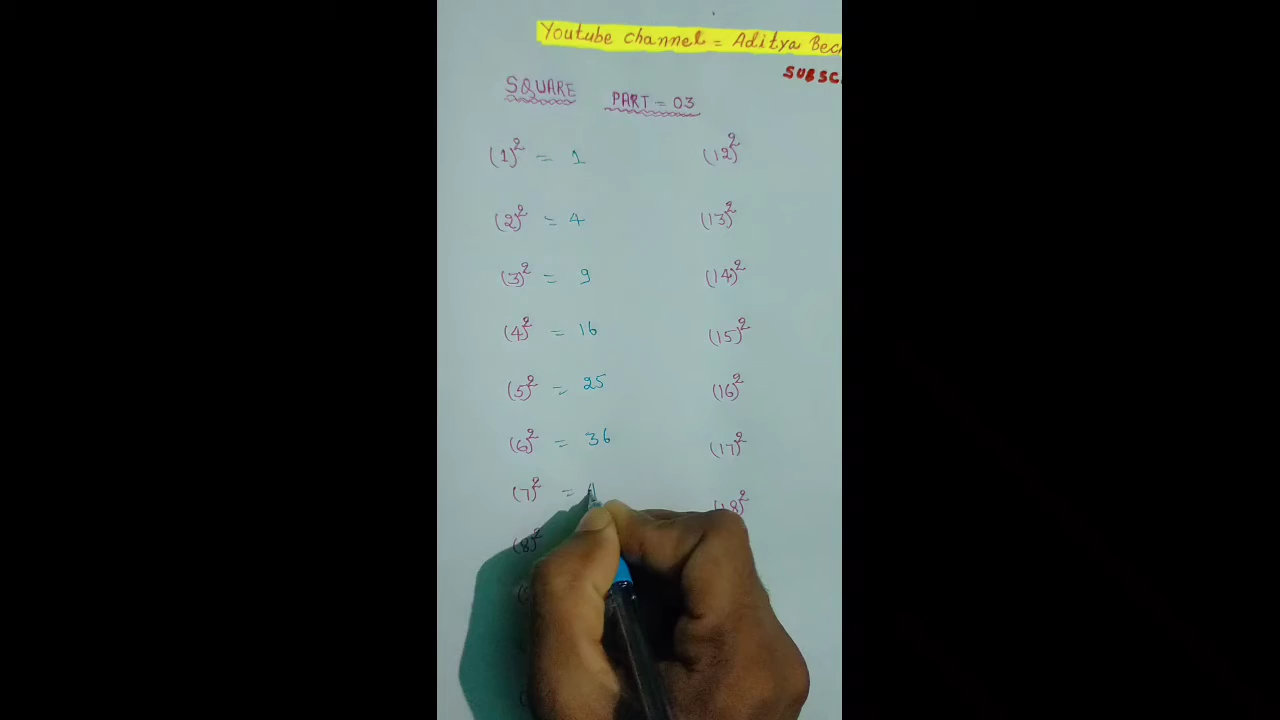 Youtube channel = Aditya
SQUARE PART = 03
(1)² = 1 (12)²
(2)² = 4 (13)²
(3)² = 9 (14)²
(4)² = 16 (15)²
(5)² = 25 (16)²
(6)² = 36 (17)²
(7)² = (18)²
(8)²